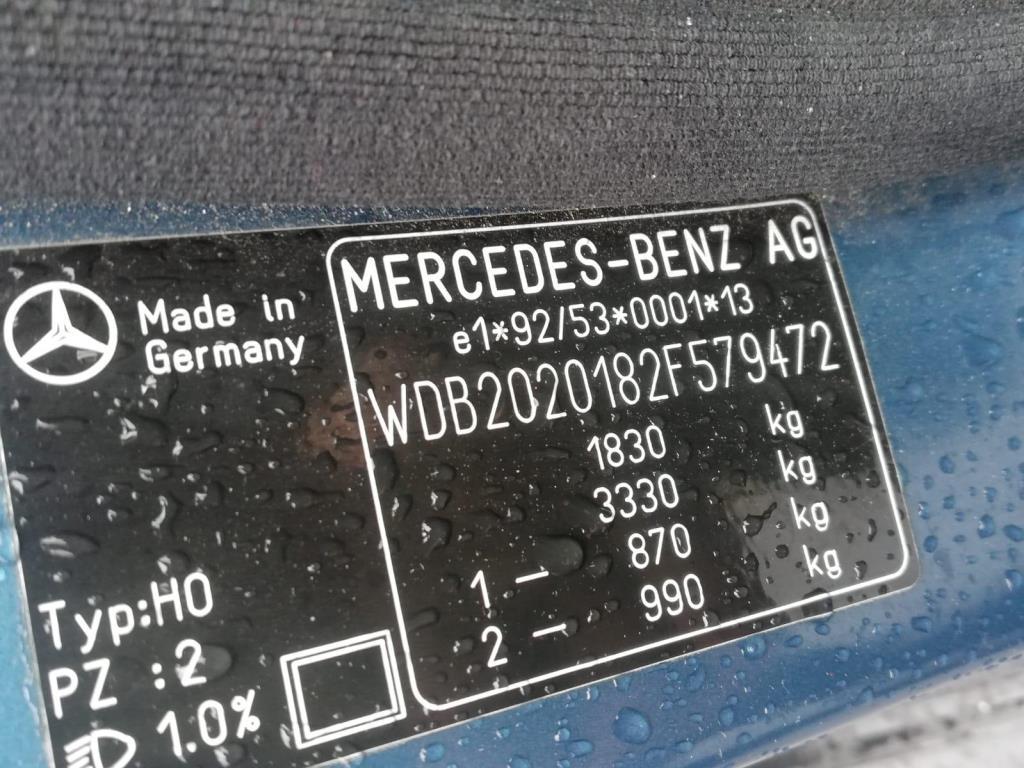 MERCEDES-BENZ AG
Made in
Germany
e1*92/53*0001*13
WDB2020182F579472
1830 kg
3330 kg
1 – 870 kg
2 – 990 kg
Typ:HO
PZ :2
1.0%